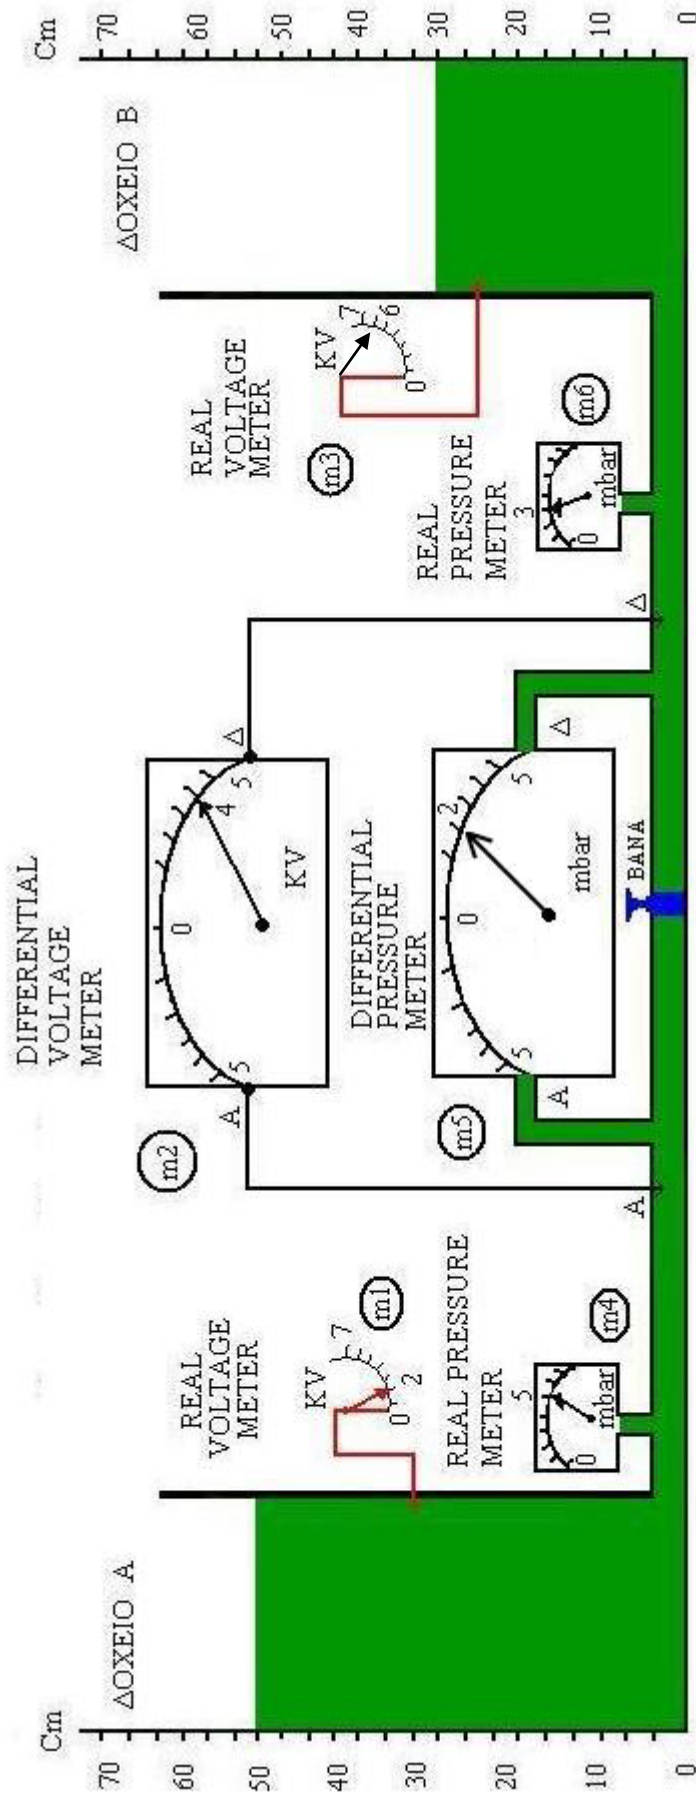 Cm
70
60
50
40
30
20
10
0
ΔΟΧΕΙΟ A
REAL
VOLTAGE
METER
KV
0
2
7
m1
REAL PRESSURE
METER
5
0
mbar
m4
DIFFERENTIAL
VOLTAGE
METER
m2
A
5
0
4
5
Δ
KV
DIFFERENTIAL
PRESSURE
METER
m5
A
5
0
2
5
Δ
mbar
A
BANA
Δ
REAL
VOLTAGE
METER
m3
KV
0
6
7
REAL
PRESSURE
METER
3
0
mbar
m6
ΔΟΧΕΙΟ B
Cm
70
60
50
40
30
20
10
0